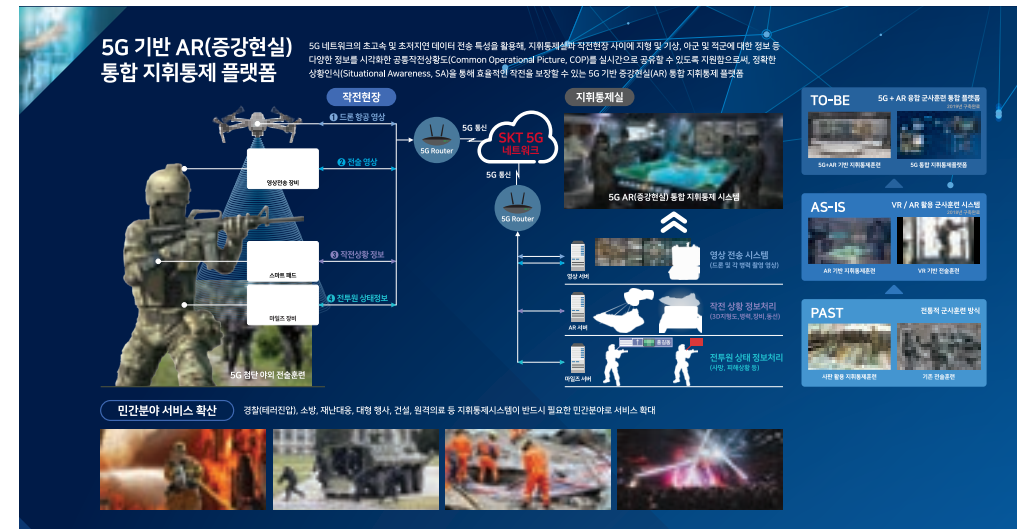 5G 기반 AR(증강현실)
통합 지휘통제 플랫폼
5G 네트워크의 초고속 및 초저지연 데이터 전송 특성을 활용해, 지휘통제실과 작전현장 사이에 지형 및 기상, 아군 및 적군에 대한 정보 등
다양한 정보를 시각화한 공통작전상황도(Common Operational Picture, COP)를 실시간으로 공유할 수 있도록 지원함으로써, 정확한
상황인식(Situational Awareness, SA)을 통해 효율적인 작전을 보장할 수 있는 5G 기반 증강현실(AR) 통합 지휘통제 플랫폼
작전현장
❶ 드론 항공 영상
❷ 전술 영상
영상전송 장비
❸ 작전상황 정보
스마트 패드
❹ 전투원 상태정보
마일즈 장비
5G 첨단 야외 전술훈련
5G Router
5G 통신
SKT 5G
네트워크
5G 통신
5G Router
지휘통제실
5G AR(증강현실) 통합 지휘통제 시스템
영상 서버
영상 전송 시스템
(드론 및 각 병력 촬영 영상)
AR 서버
작전 상황 정보처리
(3D지형도, 병력, 장비, 동선)
마일즈 서버
중장동
전투원 상태 정보처리
(사망, 피해상황 등)
TO-BE
5G + AR 융합 군사훈련 통합 플랫폼
2019년 구축완료
5G+AR 기반 지휘통제훈련
5G 통합 지휘통제플랫폼
AS-IS
VR / AR 활용 군사훈련 시스템
2018년 구축완료
AR 기반 지휘통제훈련
VR 기반 전술훈련
PAST
전통적 군사훈련 방식
사판 활용 지휘통제훈련
기존 전술훈련
민간분야 서비스 확산
경찰(테러진압), 소방, 재난대응, 대형 행사, 건설, 원격의료 등 지휘통제시스템이 반드시 필요한 민간분야로 서비스 확대